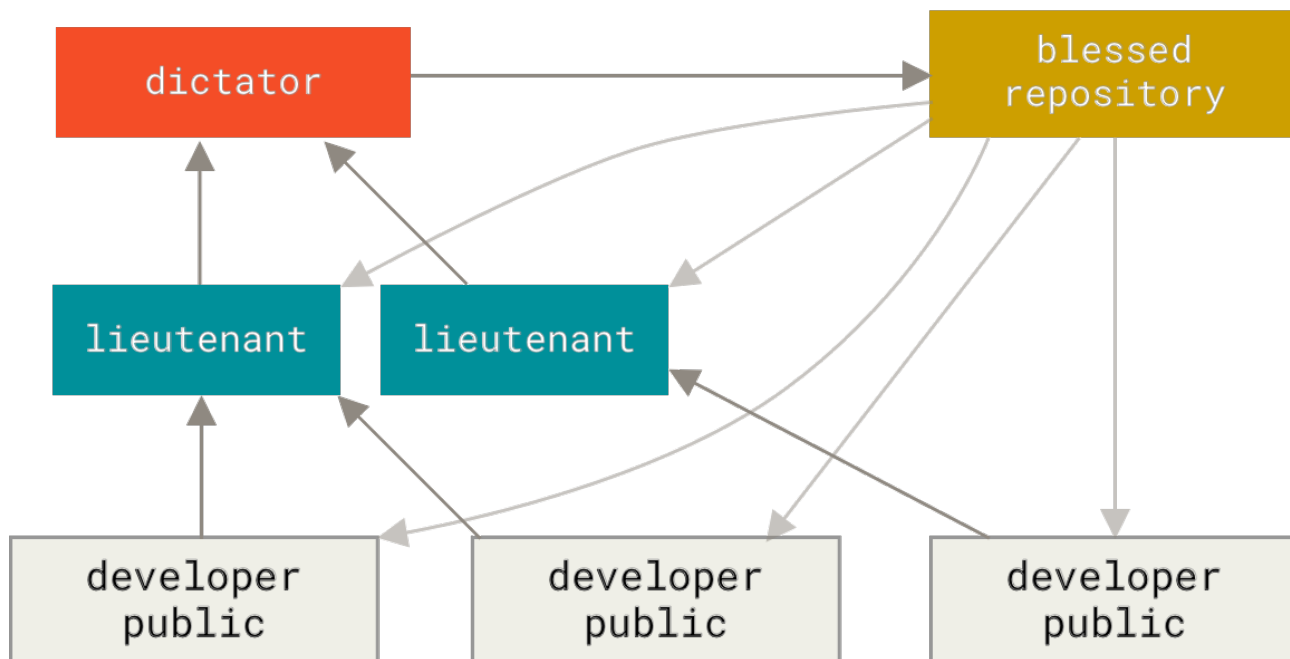 dictator
blessed
repository
lieutenant
lieutenant
developer
public
developer
public
developer
public